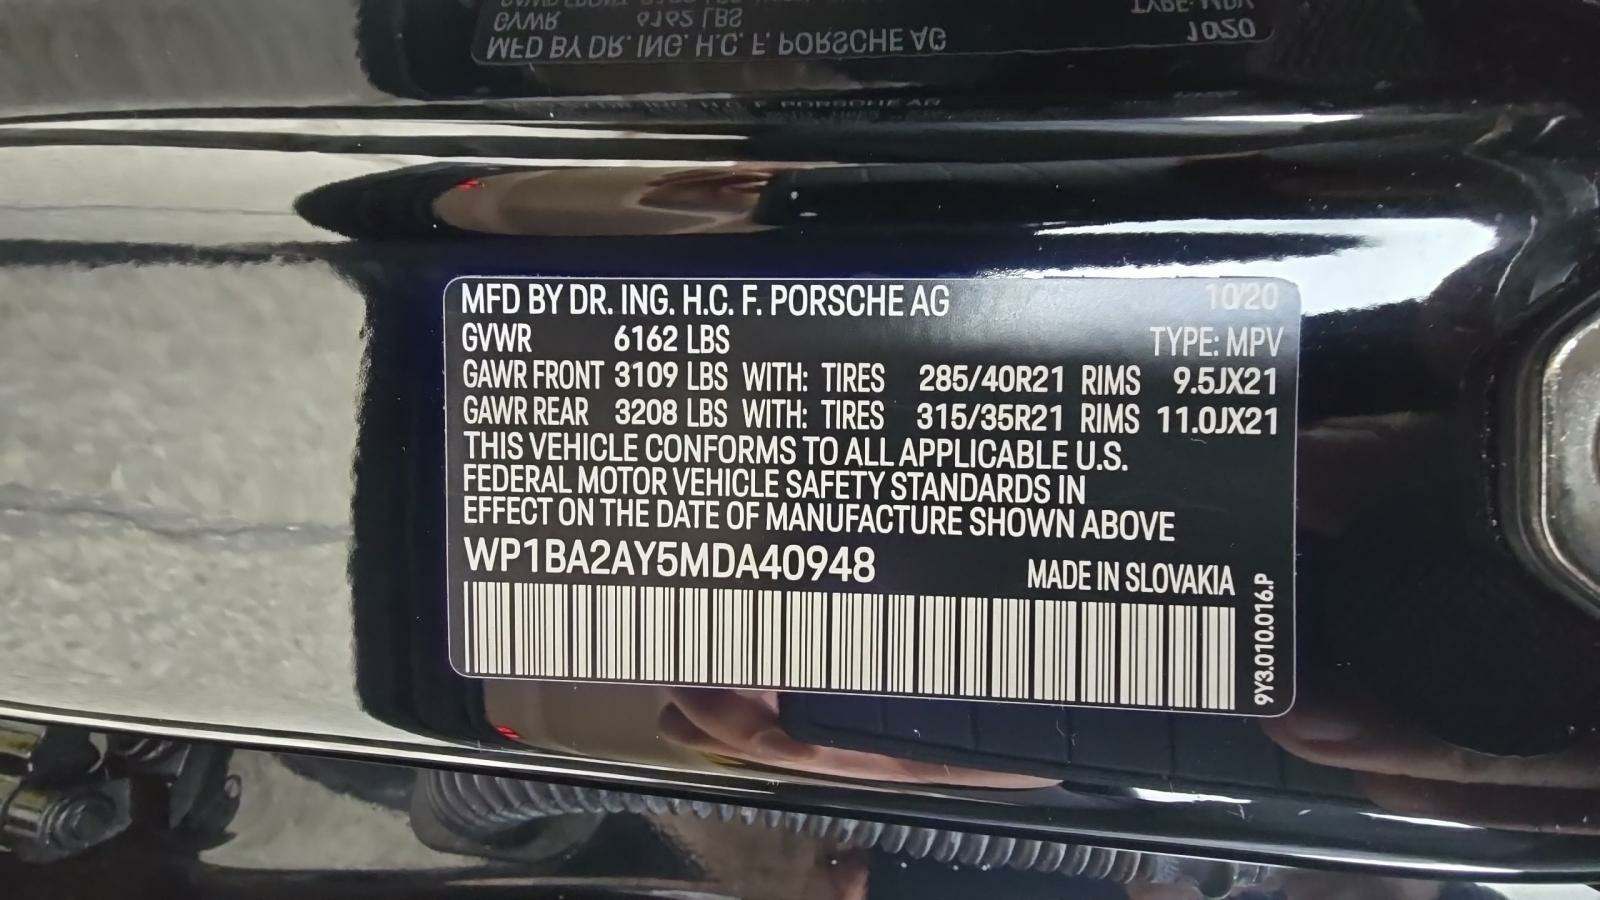 MFD BY DR. ING. H.C. F. PORSCHE AG 10/20
GVWR 6162 LBS TYPE: MPV
GAWR FRONT 3109 LBS WITH: TIRES 285/40R21 RIMS 9.5JX21
GAWR REAR 3208 LBS WITH: TIRES 315/35R21 RIMS 11.0JX21
THIS VEHICLE CONFORMS TO ALL APPLICABLE U.S.
FEDERAL MOTOR VEHICLE SAFETY STANDARDS IN
EFFECT ON THE DATE OF MANUFACTURE SHOWN ABOVE
WP1BA2AY5MDA40948 MADE IN SLOVAKIA
9Y3.010.016.P